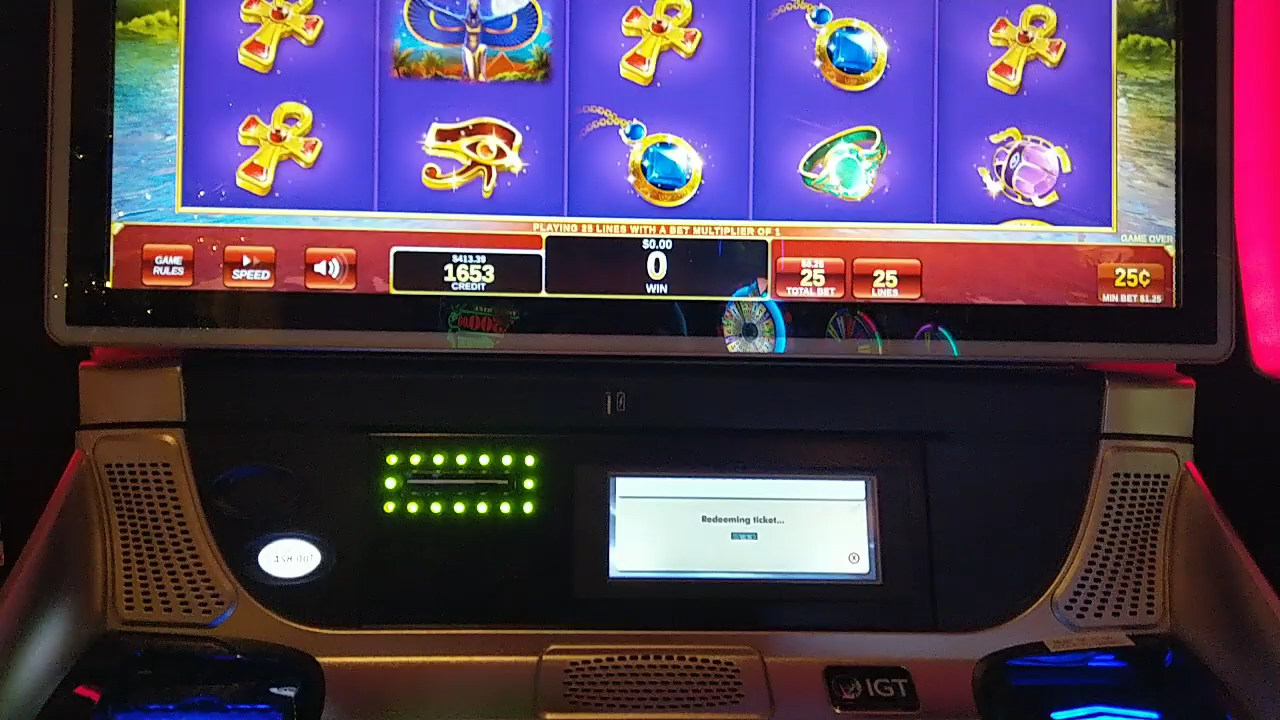 PLAYING 25 LINES WITH A BET MULTIPLIER OF 1
GAME OVER
GAME
RULES
SPEED
$413.39
1653
CREDIT
$0.00
0
WIN
$6.25
25
TOTAL BET
25
LINES
25¢
MIN BET $1.25
Redeeming ticket...
CASH OUT
IGT